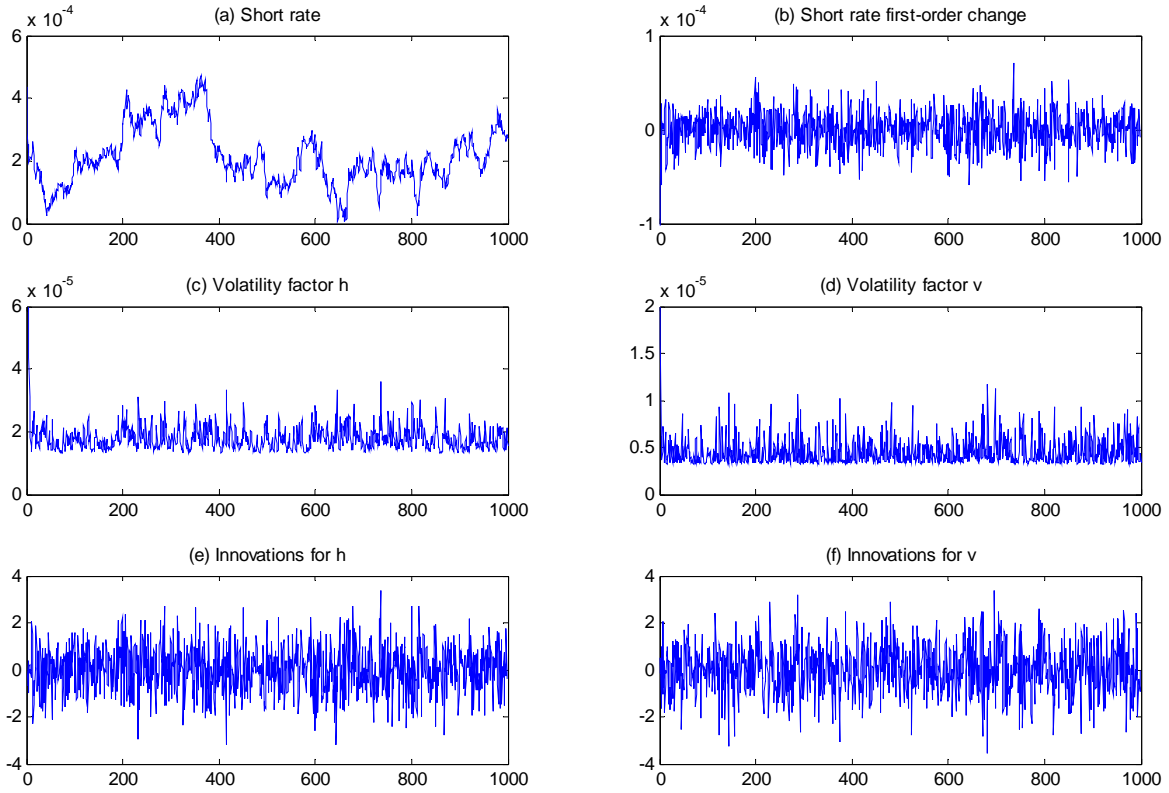 (a) Short rate
x 10-4
6
4
2
0
0 200 400 600 800 1000
(b) Short rate first-order change
x 10-4
1
0
-1
0 200 400 600 800 1000
(c) Volatility factor h
x 10-5
6
4
2
0
0 200 400 600 800 1000
(d) Volatility factor v
x 10-5
2
1.5
1
0.5
0
0 200 400 600 800 1000
(e) Innovations for h
4
2
0
-2
-4
0 200 400 600 800 1000
(f) Innovations for v
4
2
0
-2
-4
0 200 400 600 800 1000